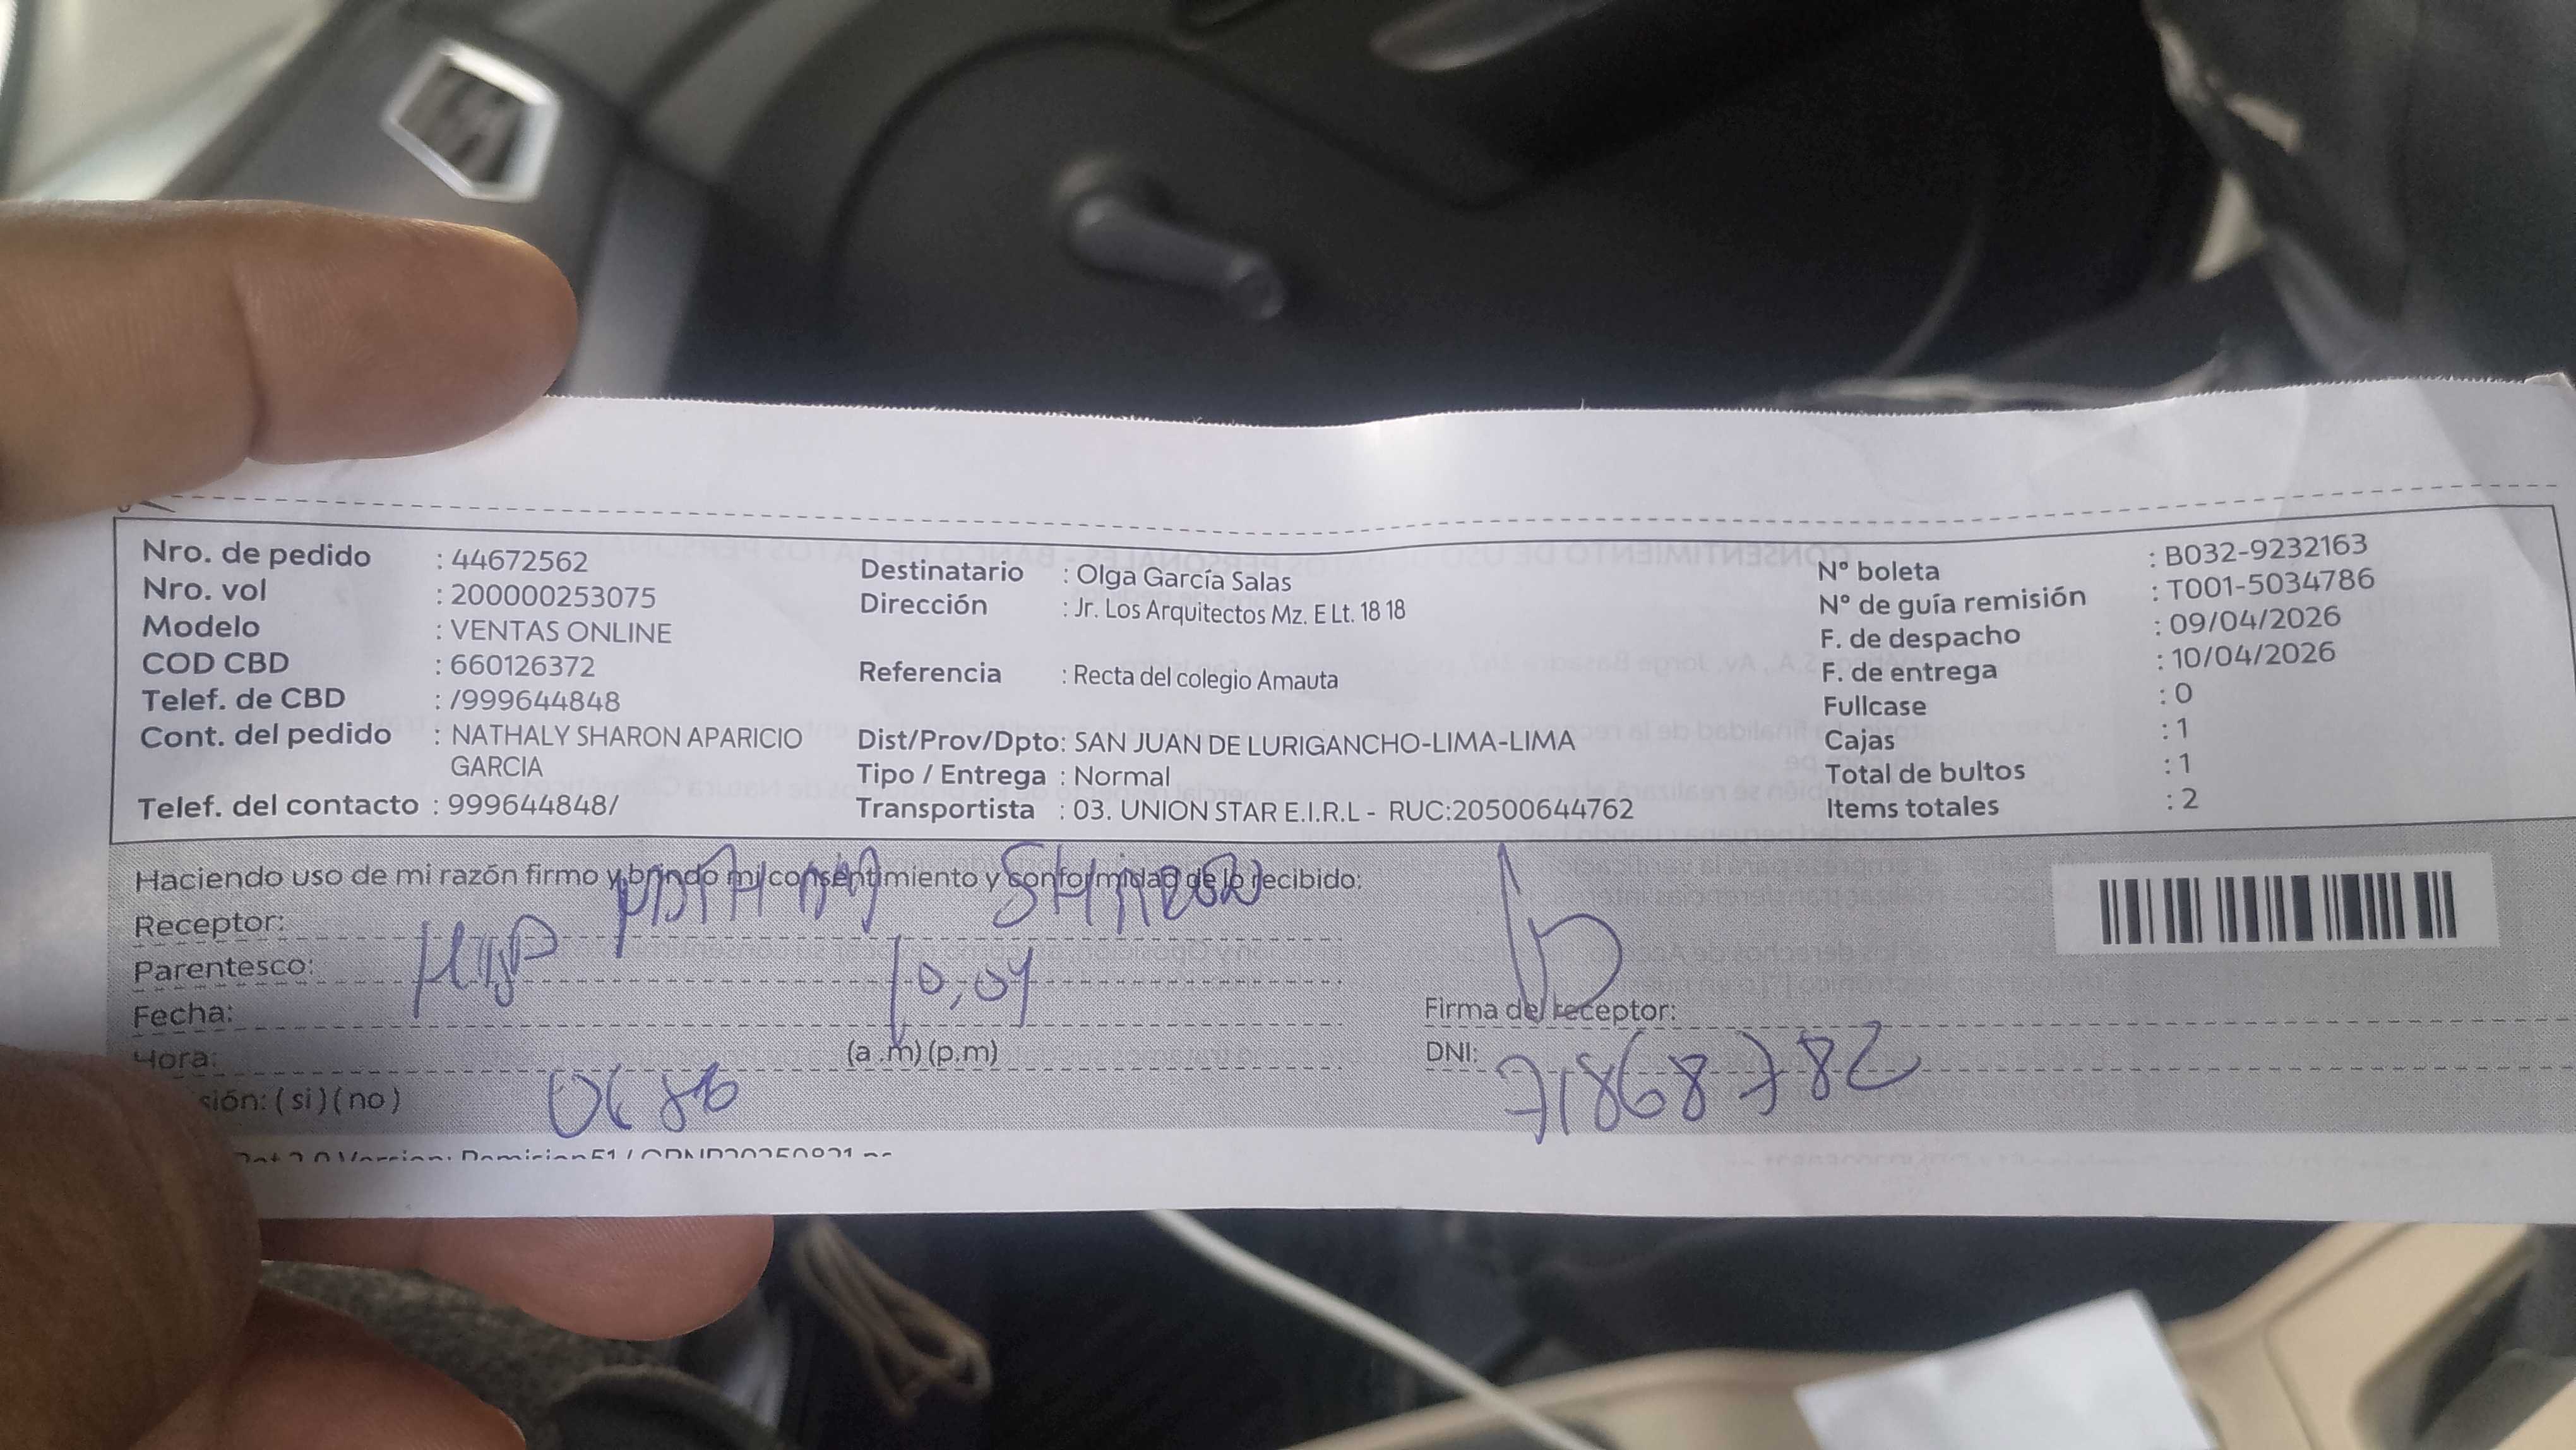 Nro. de pedido : 44672562
Nro. vol : 200000253075
Modelo : VENTAS ONLINE
COD CBD : 660126372
Telef. de CBD : /999644848
Cont. del pedido : NATHALY SHARON APARICIO
GARCIA
Telef. del contacto : 999644848/
Destinatario : Olga García Salas
Dirección : Jr. Los Arquitectos Mz. E Lt. 18 18
Referencia : Recta del colegio Amauta
Dist/Prov/Dpto: SAN JUAN DE LURIGANCHO-LIMA-LIMA
Tipo / Entrega : Normal
Transportista : 03. UNION STAR E.I.R.L - RUC:20500644762
N° boleta : B032-9232163
N° de guía remisión : T001-5034786
F. de despacho : 09/04/2026
F. de entrega : 10/04/2026
Fullcase : 0
Cajas : 1
Total de bultos : 1
Items totales : 2
Haciendo uso de mi razón firmo y brindo mi consentimiento y conformidad de lo recibido:
Receptor:
Parentesco:
Fecha: 10,04
Hora: (a.m)(p.m)
sión: (si)(no)
Firma del receptor:
DNI: 71868782